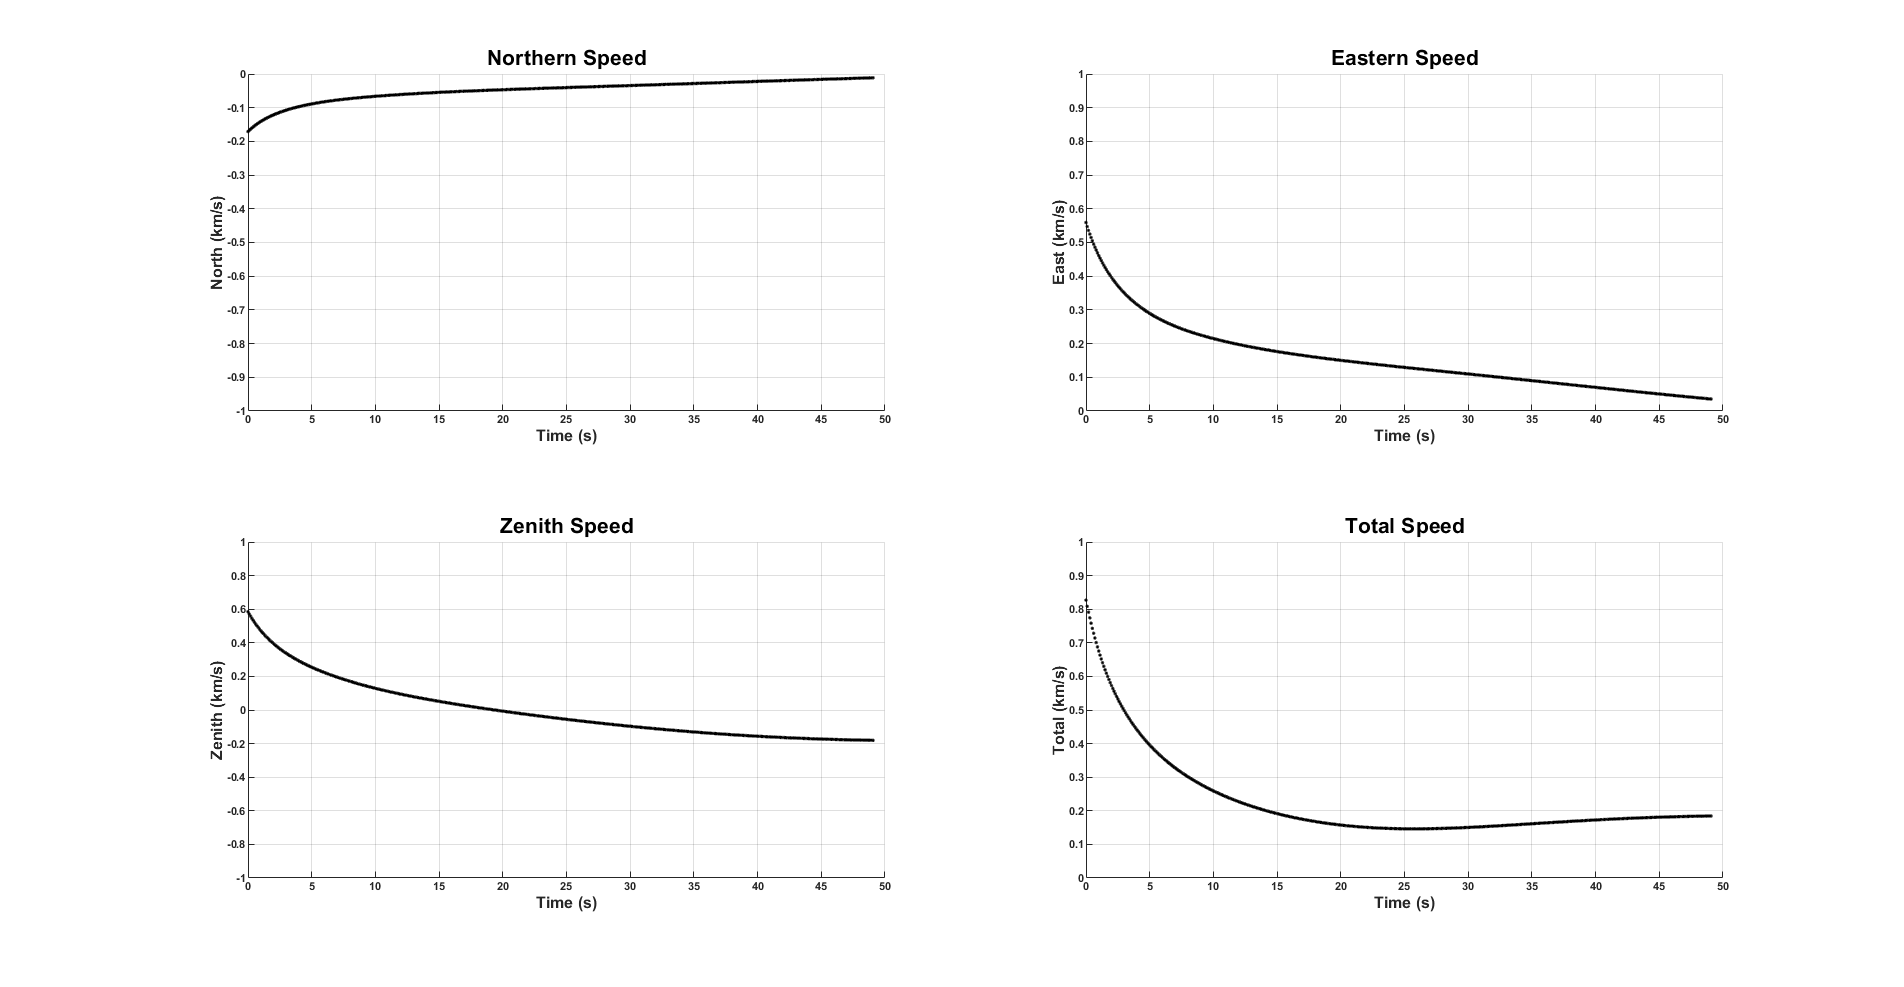 Northern Speed
North (km/s)
0
-0.1
-0.2
-0.3
-0.4
-0.5
-0.6
-0.7
-0.8
-0.9
-1
0 5 10 15 20 25 30 35 40 45 50
Time (s)
Eastern Speed
East (km/s)
1
0.9
0.8
0.7
0.6
0.5
0.4
0.3
0.2
0.1
0
0 5 10 15 20 25 30 35 40 45 50
Time (s)
Zenith Speed
Zenith (km/s)
1
0.8
0.6
0.4
0.2
0
-0.2
-0.4
-0.6
-0.8
-1
0 5 10 15 20 25 30 35 40 45 50
Time (s)
Total Speed
Total (km/s)
1
0.9
0.8
0.7
0.6
0.5
0.4
0.3
0.2
0.1
0
0 5 10 15 20 25 30 35 40 45 50
Time (s)